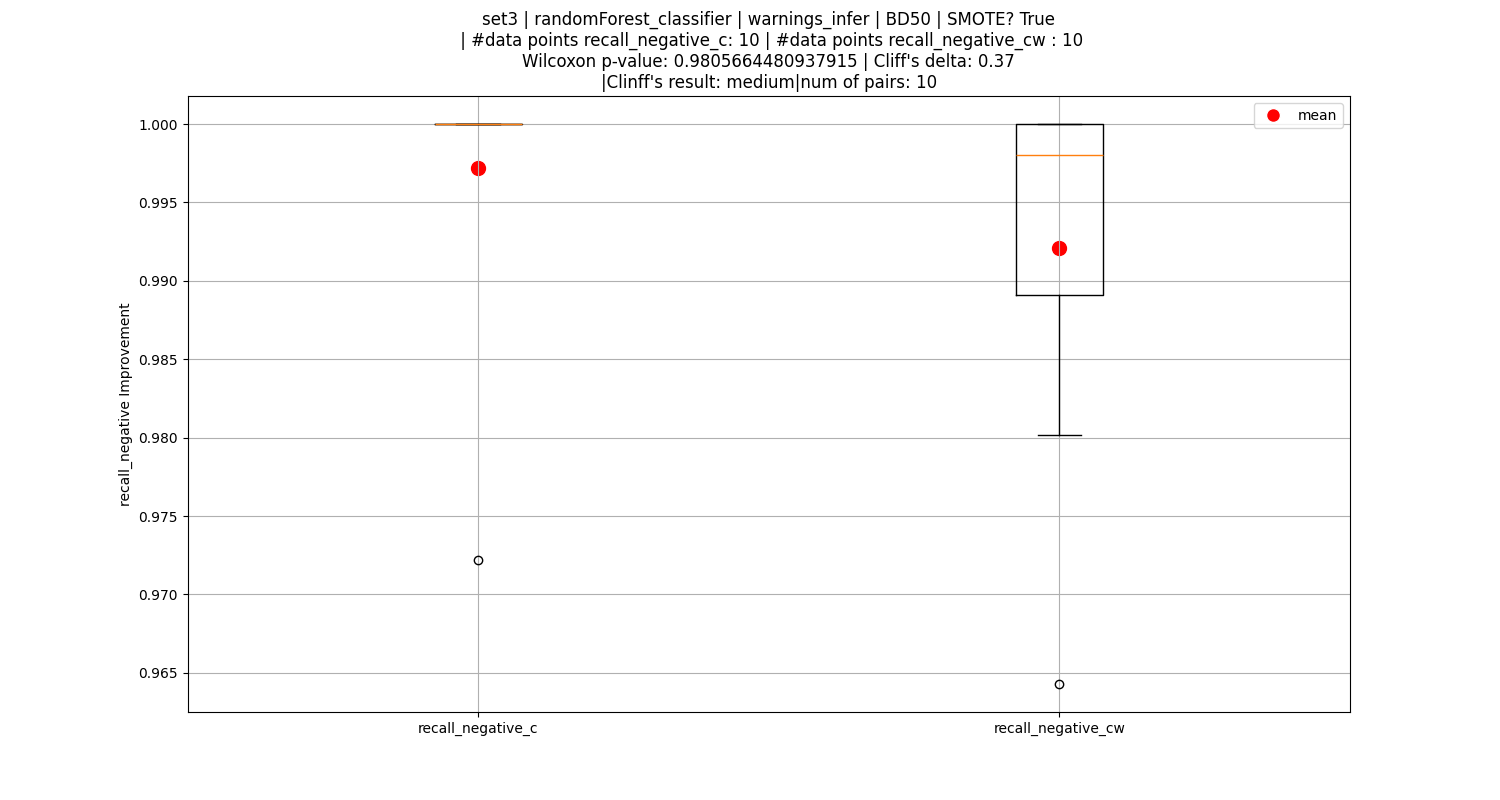 set3 | randomForest_classifier | warnings_infer | BD50 | SMOTE? True
| #data points recall_negative_c: 10 | #data points recall_negative_cw : 10
Wilcoxon p-value: 0.9805664480937915 | Cliff's delta: 0.37
|Clinff's result: medium|num of pairs: 10
mean
recall_negative Improvement
1.000
0.995
0.990
0.985
0.980
0.975
0.970
0.965
recall_negative_c
recall_negative_cw